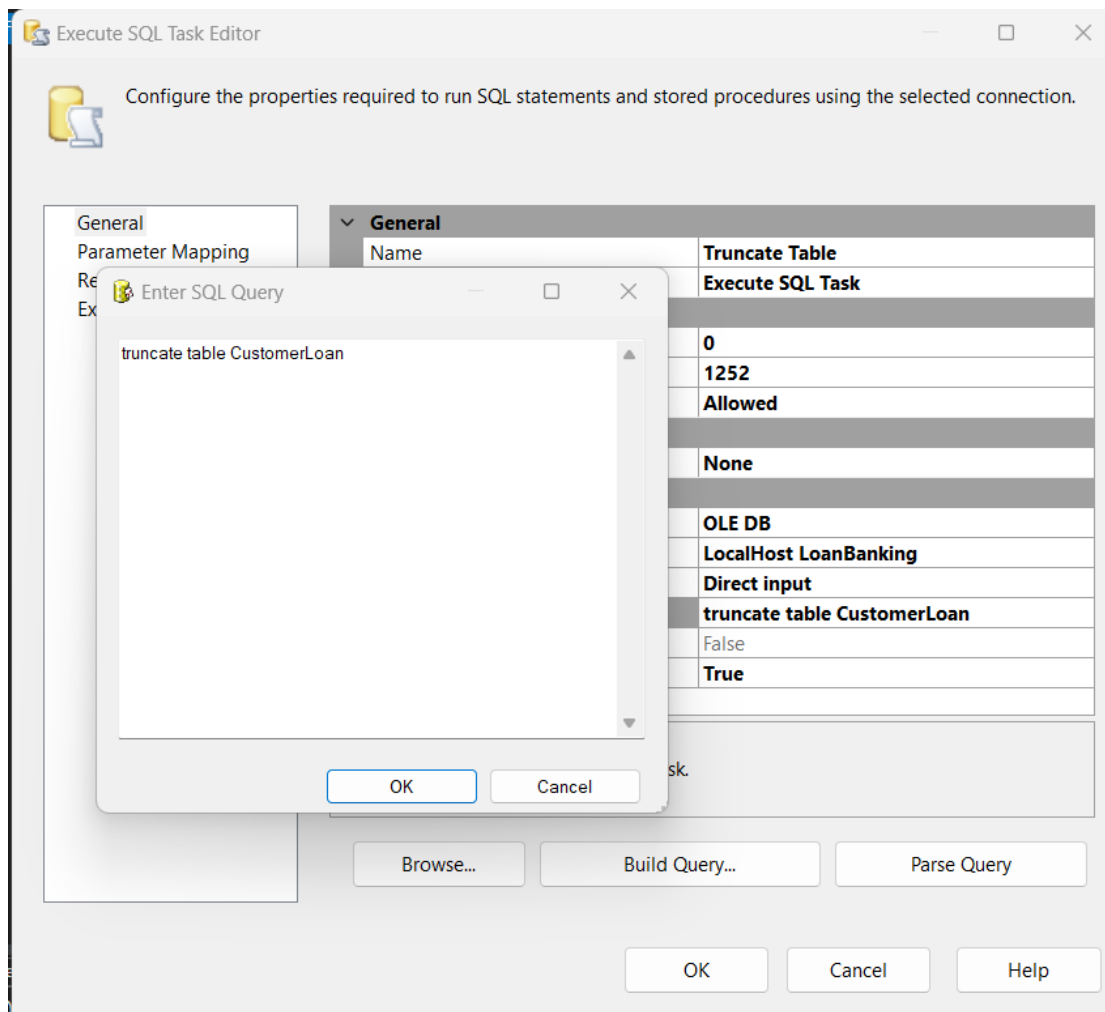 Execute SQL Task Editor
Configure the properties required to run SQL statements and stored procedures using the selected connection.
General
Parameter Mapping
Re
Ex
General
Name Truncate Table
Execute SQL Task
0
1252
Allowed
None
OLE DB
LocalHost LoanBanking
Direct input
truncate table CustomerLoan
False
True
sk.
Enter SQL Query
truncate table CustomerLoan
OK Cancel
Browse... Build Query... Parse Query
OK Cancel Help